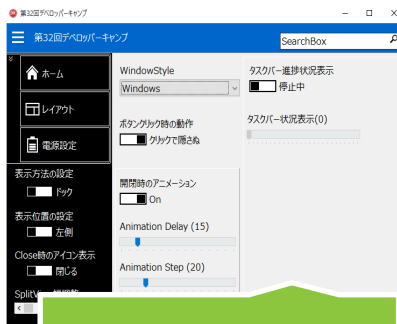 第32回デベロッパーキャンプ
第32回デベロッパーキャンプ
SearchBox
ホーム
レイアウト
電源設定
表示方法の設定
ドック
表示位置の設定
左側
Close時のアイコン表示
閉じる
WindowStyle
Windows
ボタンクリック時の動作
クリックで隠さぬ
開閉時のアニメーション
On
Animation Delay (15)
Animation Step (20)
タスクバー進捗状況表示
停止中
タスクバー状況表示(0)